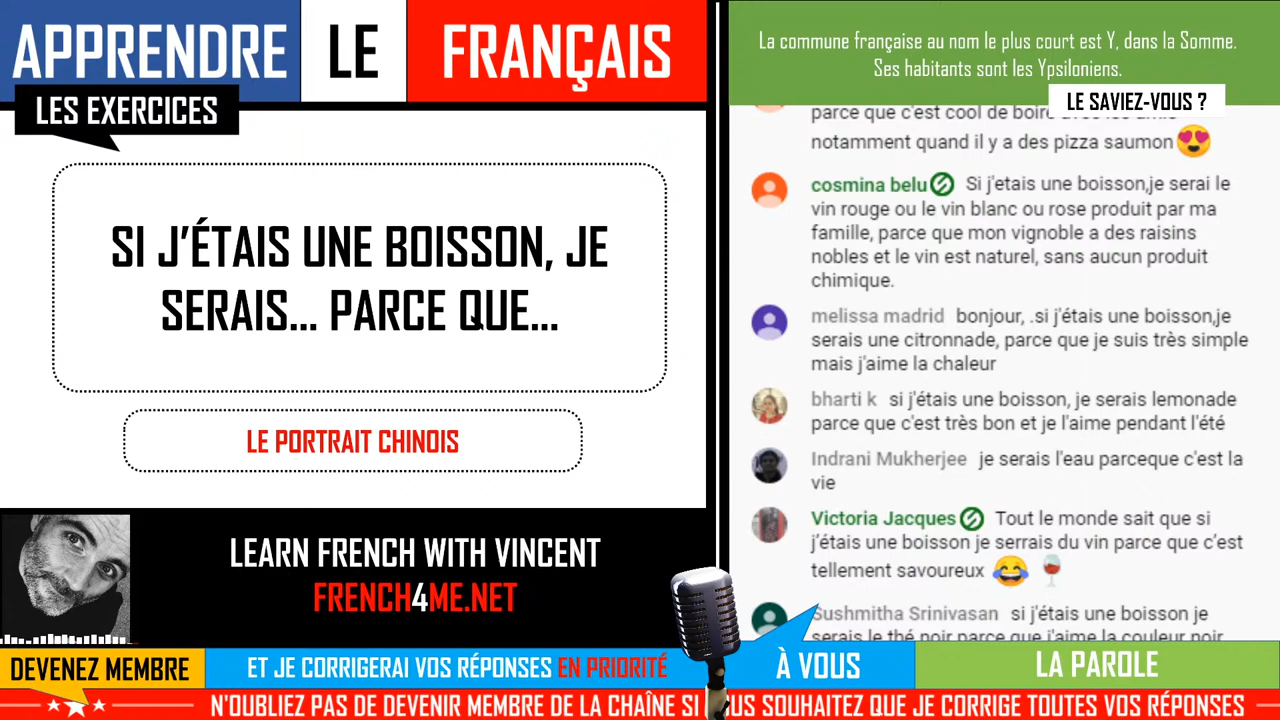 APPRENDRE LE FRANÇAIS
LES EXERCICES
SI J'ÉTAIS UNE BOISSON, JE
SERAIS... PARCE QUE...
LE PORTRAIT CHINOIS
LEARN FRENCH WITH VINCENT
FRENCH4ME.NET
La commune française au nom le plus court est Y, dans la Somme.
Ses habitants sont les Ypsiloniens.
LE SAVIEZ-VOUS ?
parce que c'est cool de boire avec les amis
notamment quand il y a des pizza saumon
cosmina belu Si j'etais une boisson,je serai le
vin rouge ou le vin blanc ou rose produit par ma
famille, parce que mon vignoble a des raisins
nobles et le vin est naturel, sans aucun produit
chimique.
melissa madrid bonjour, .si j'étais une boisson,je
serais une citronnade, parce que je suis très simple
mais j'aime la chaleur
bharti k si j'étais une boisson, je serais lemonade
parce que c'est très bon et je l'aime pendant l'été
Indrani Mukherjee je serais l'eau parceque c'est la
vie
Victoria Jacques Tout le monde sait que si
j'étais une boisson je serrais du vin parce que c'est
tellement savoureux
Sushmitha Srinivasan si j'étais une boisson je
serais le thé noir parce que j'aime la couleur noir
DEVENEZ MEMBRE
ET JE CORRIGERAI VOS RÉPONSES EN PRIORITÉ
À VOUS LA PAROLE
N'OUBLIEZ PAS DE DEVENIR MEMBRE DE LA CHAÎNE SI US SOUHAITEZ QUE JE CORRIGE TOUTES VOS RÉPONSES